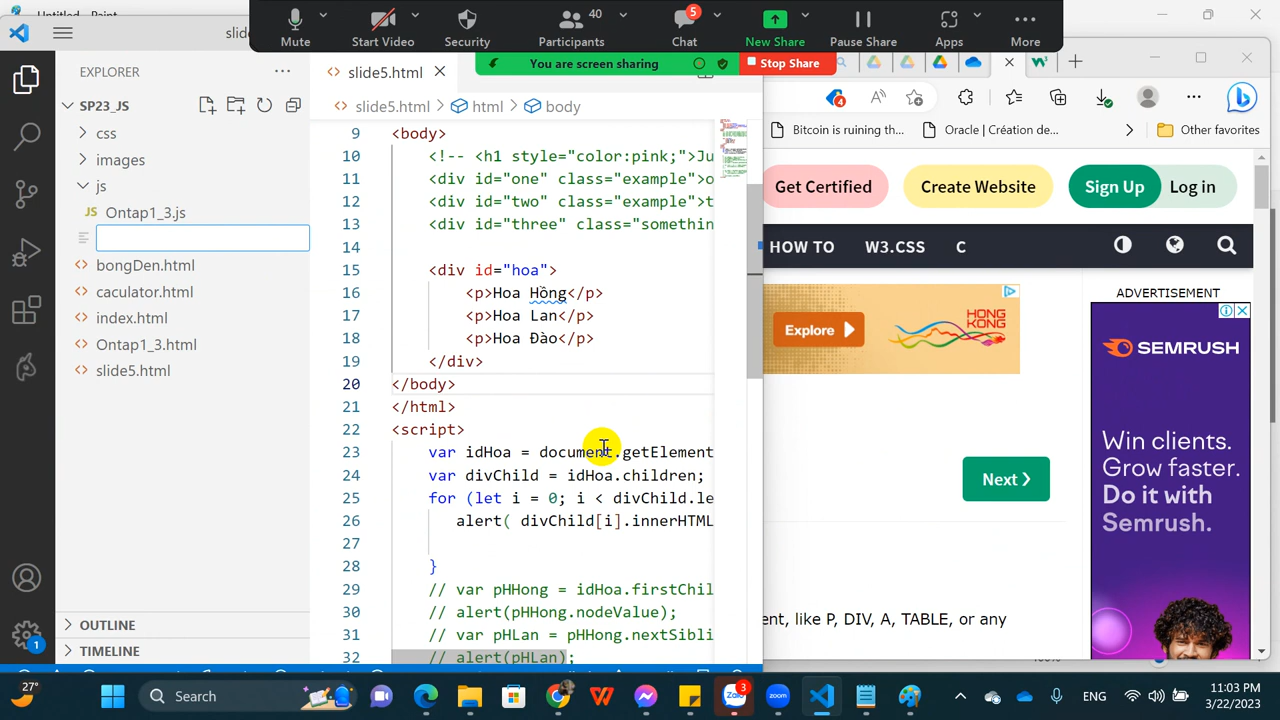 Untitled - Paint
Mute
Start Video
Security
40
Participants
5
Chat
New Share
Pause Share
Apps
More
You are screen sharing
Stop Share
EXPLORER
SP23_JS
css
images
js
JS Ontap1_3.js
bongDen.html
caculator.html
index.html
Ontap1_3.html
slide5.html
OUTLINE
TIMELINE
1
slide5.html
slide5.html > html > body
9 <body>
10 <!-- <h1 style="color:pink;">Ju
11 <div id="one" class="example">o
12 <div id="two" class="example">t
13 <div id="three" class="somethin
14
15 <div id="hoa">
16 <p>Hoa Hồng</p>
17 <p>Hoa Lan</p>
18 <p>Hoa Đào</p>
19 </div>
20 </body>
21 </html>
22 <script>
23 var idHoa = document.getElement
24 var divChild = idHoa.children;
25 for (let i = 0; i < divChild.le
26 alert( divChild[i].innerHTML
27
28 }
29 // var pHHong = idHoa.firstChil
30 // alert(pHHong.nodeValue);
31 // var pHLan = pHHong.nextSibli
32 // alert(pHLan);
4
Bitcoin is ruining th...
Oracle | Création de...
Other favorites
Get Certified
Create Website
Sign Up
Log in
HOW TO
W3.CSS
C
Explore
HONG
KONG
ADVERTISEMENT
SEMRUSH
Win clients.
Grow faster.
Do it with
Semrush.
Next ❯
ent, like P, DIV, A, TABLE, or any
27°
Search
Zalo
3
zoom
ENG
11:03 PM
3/22/2023